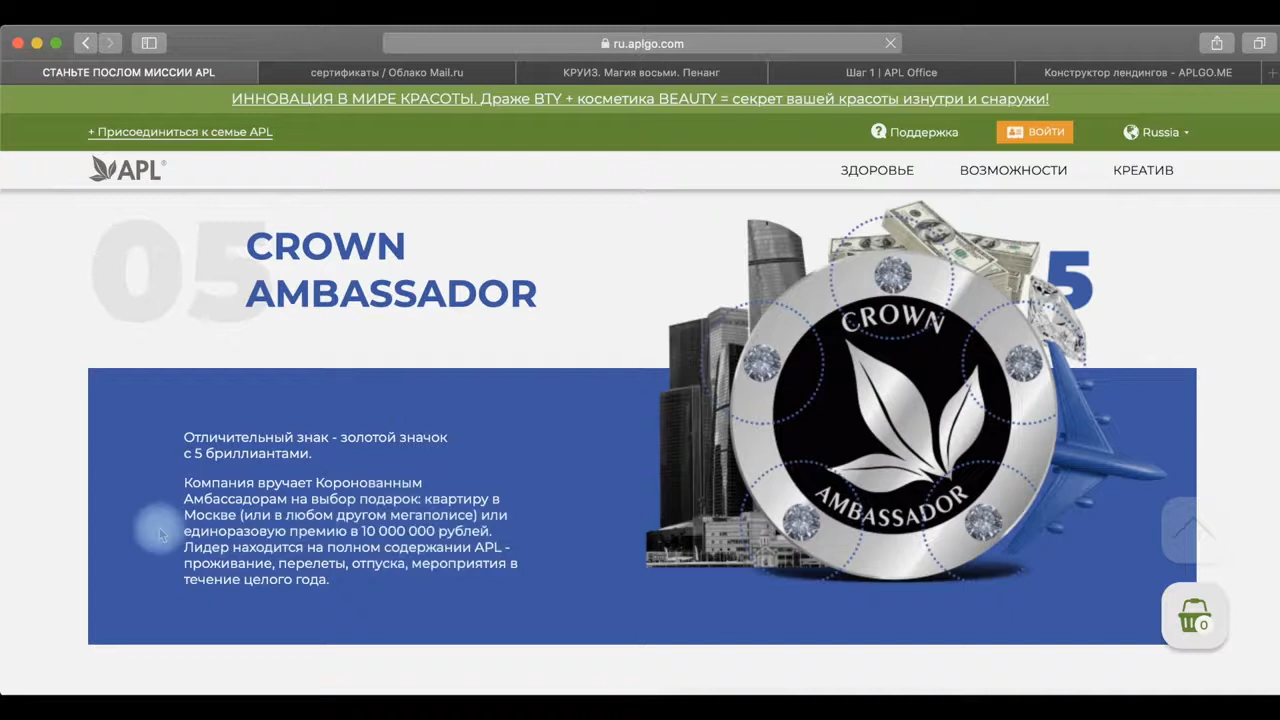 ru.aplgo.com
СТАНЬТЕ ПОСЛОМ МИССИИ APL
сертификаты / Облако Mail.ru
КРУИЗ. Магия восьми. Пенанг
Шаг 1 | APL Office
Конструктор лендингов - APLGO.ME
ИННОВАЦИЯ В МИРЕ КРАСОТЫ. Драже BTY + косметика BEAUTY = секрет вашей красоты изнутри и снаружи!
+ Присоединиться к семье APL
Поддержка
ВОЙТИ
Russia
APL®
ЗДОРОВЬЕ
ВОЗМОЖНОСТИ
КРЕАТИВ
05
CROWN
AMBASSADOR
5
CROWN
AMBASSADOR
Отличительный знак - золотой значок
с 5 бриллиантами.
Компания вручает Коронованным
Амбассадорам на выбор подарок: квартиру в
Москве (или в любом другом мегаполисе) или
единоразовую премию в 10 000 000 рублей.
Лидер находится на полном содержании APL -
проживание, перелеты, отпуска, мероприятия в
течение целого года.
0